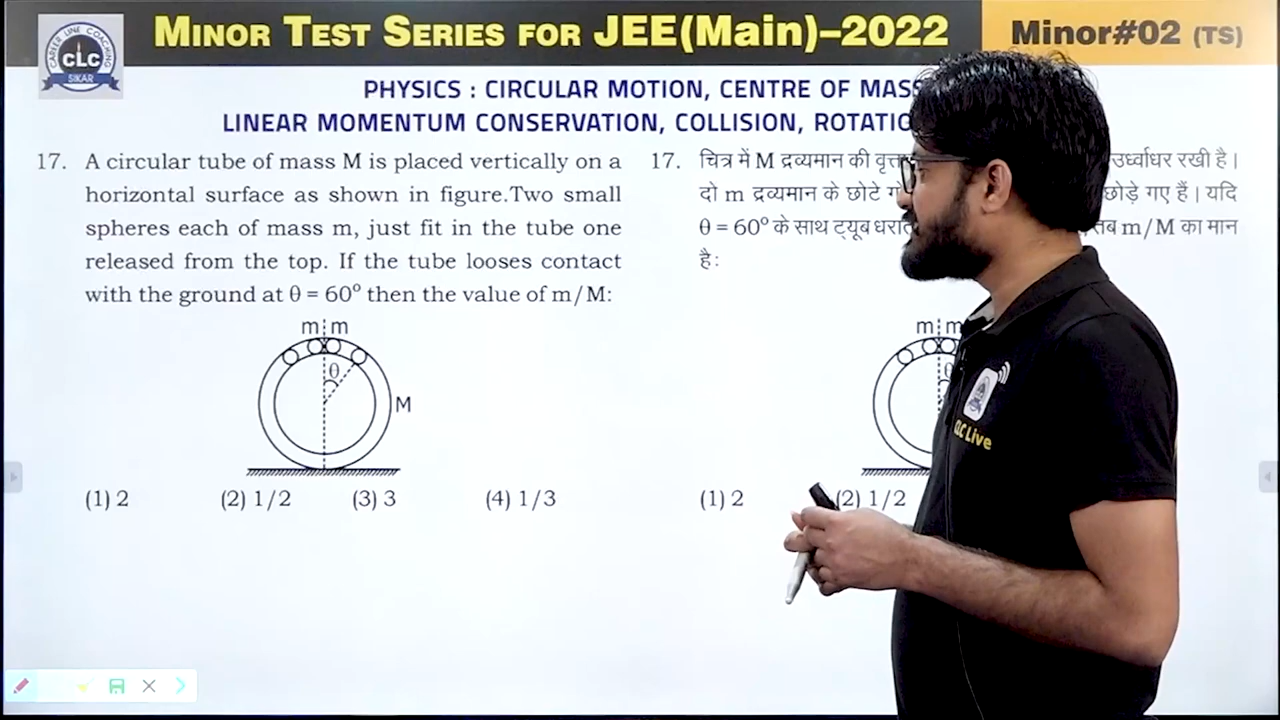 MINOR TEST SERIES FOR JEE(Main)–2022
Minor#02 (TS)
CAREER LINE COACHING
CLC
SIKAR
PHYSICS : CIRCULAR MOTION, CENTRE OF MASS
LINEAR MOMENTUM CONSERVATION, COLLISION, ROTATIO
17. A circular tube of mass M is placed vertically on a
horizontal surface as shown in figure.Two small
spheres each of mass m, just fit in the tube one
released from the top. If the tube looses contact
with the ground at θ = 60° then the value of m/M:
m m
θ
M
(1) 2 (2) 1/2 (3) 3 (4) 1/3
17. चित्र में M द्रव्यमान की उर्ध्वाधर रखी है।
दो m द्रव्यमान के छोटे छोड़े गए हैं। यदि
θ = 60° के साथ ट्यूब तब m/M का मान
है:
m m
(1) 2 (2) 1/2
CLC Live